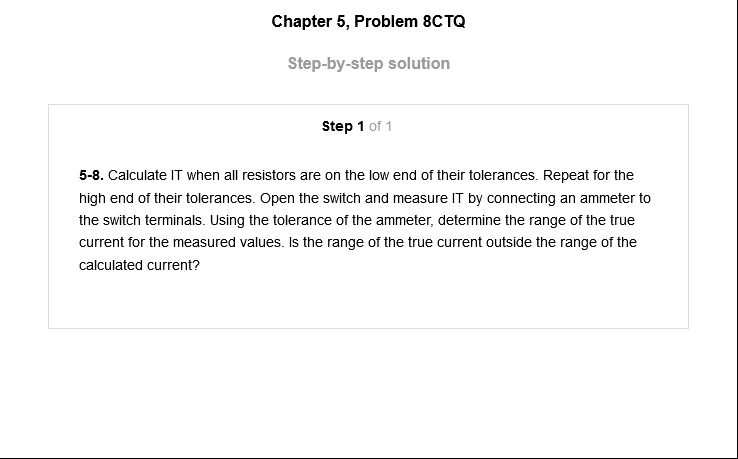 Chapter 5, Problem 8CTQ
Step-by-step solution
Step 1 of 1
5-8. Calculate IT when all resistors are on the low end of their tolerances. Repeat for the
high end of their tolerances. Open the switch and measure IT by connecting an ammeter to
the switch terminals. Using the tolerance of the ammeter, determine the range of the true
current for the measured values. Is the range of the true current outside the range of the
calculated current?